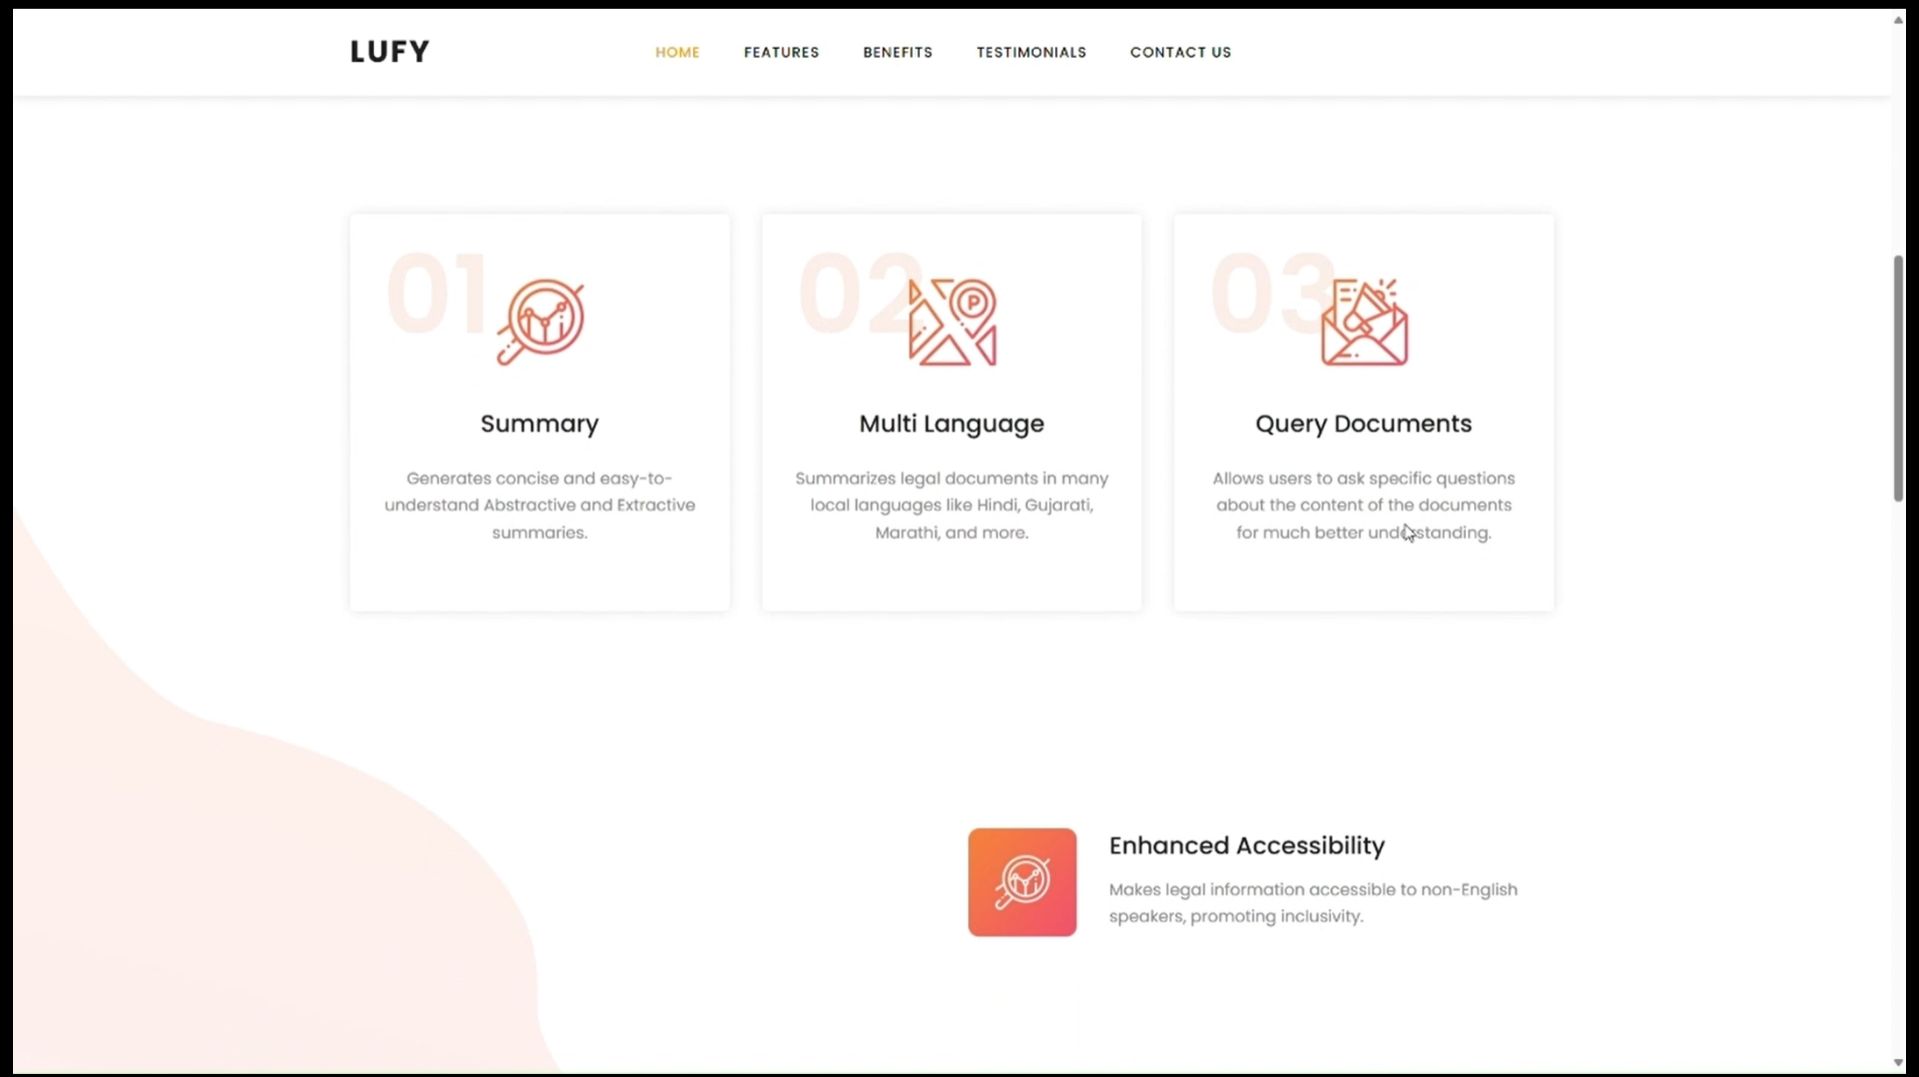 LUFY
HOME FEATURES BENEFITS TESTIMONIALS CONTACT US
01
Summary
Generates concise and easy-to-
understand Abstractive and Extractive
summaries.
02
P
Multi Language
Summarizes legal documents in many
local languages like Hindi, Gujarati,
Marathi, and more.
03
Query Documents
Allows users to ask specific questions
about the content of the documents
for much better understanding.
Enhanced Accessibility
Makes legal information accessible to non-English
speakers, promoting inclusivity.